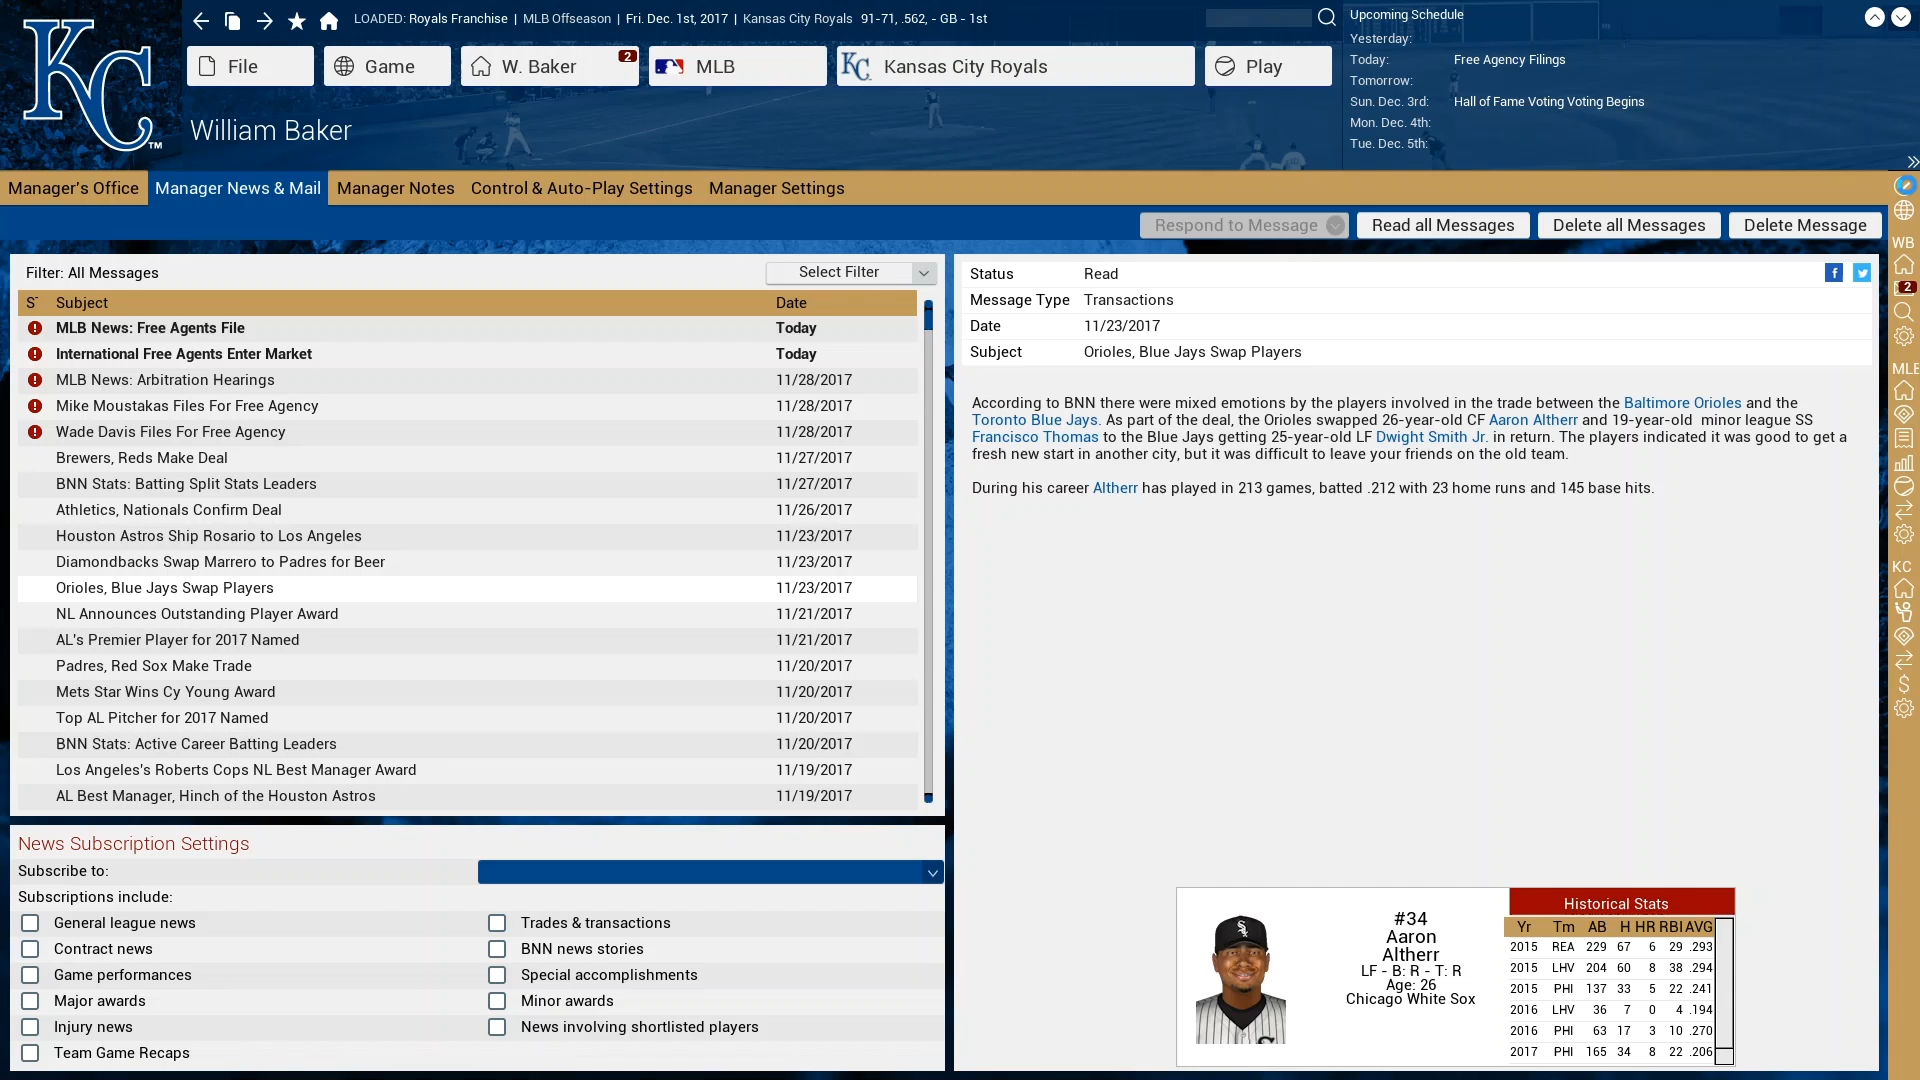 LOADED: Royals Franchise | MLB Offseason | Fri. Dec. 1st, 2017 | Kansas City Royals 91-71, .562, - GB - 1st
File
Game
W. Baker
2
MLB
Kansas City Royals
Play
William Baker
Upcoming Schedule
Yesterday:
Today: Free Agency Filings
Tomorrow:
Sun. Dec. 3rd: Hall of Fame Voting Voting Begins
Mon. Dec. 4th:
Tue. Dec. 5th:
KC
TM
Manager's Office Manager News & Mail Manager Notes Control & Auto-Play Settings Manager Settings
Respond to Message Read all Messages Delete all Messages Delete Message
Filter: All Messages
Select Filter
Subject Date
MLB News: Free Agents File Today
International Free Agents Enter Market Today
MLB News: Arbitration Hearings 11/28/2017
Mike Moustakas Files For Free Agency 11/28/2017
Wade Davis Files For Free Agency 11/28/2017
Brewers, Reds Make Deal 11/27/2017
BNN Stats: Batting Split Stats Leaders 11/27/2017
Athletics, Nationals Confirm Deal 11/26/2017
Houston Astros Ship Rosario to Los Angeles 11/23/2017
Diamondbacks Swap Marrero to Padres for Beer 11/23/2017
Orioles, Blue Jays Swap Players 11/23/2017
NL Announces Outstanding Player Award 11/21/2017
AL's Premier Player for 2017 Named 11/21/2017
Padres, Red Sox Make Trade 11/20/2017
Mets Star Wins Cy Young Award 11/20/2017
Top AL Pitcher for 2017 Named 11/20/2017
BNN Stats: Active Career Batting Leaders 11/20/2017
Los Angeles's Roberts Cops NL Best Manager Award 11/19/2017
AL Best Manager, Hinch of the Houston Astros 11/19/2017
News Subscription Settings
Subscribe to:
Subscriptions include:
General league news Trades & transactions
Contract news BNN news stories
Game performances Special accomplishments
Major awards Minor awards
Injury news News involving shortlisted players
Team Game Recaps
Status Read
Message Type Transactions
Date 11/23/2017
Subject Orioles, Blue Jays Swap Players
According to BNN there were mixed emotions by the players involved in the trade between the Baltimore Orioles and the
Toronto Blue Jays. As part of the deal, the Orioles swapped 26-year-old CF Aaron Altherr and 19-year-old minor league SS
Francisco Thomas to the Blue Jays getting 25-year-old LF Dwight Smith Jr. in return. The players indicated it was good to get a
fresh new start in another city, but it was difficult to leave your friends on the old team.
During his career Altherr has played in 213 games, batted .212 with 23 home runs and 145 base hits.
#34
Aaron
Altherr
LF - B: R - T: R
Age: 26
Chicago White Sox
Historical Stats
Yr Tm AB H HR RBI AVG
2015 REA 229 67 6 29 .293
2015 LHV 204 60 8 38 .294
2015 PHI 137 33 5 22 .241
2016 LHV 36 7 0 4 .194
2016 PHI 63 17 3 10 .270
2017 PHI 165 34 8 22 .206
WB
2
MLB
KC